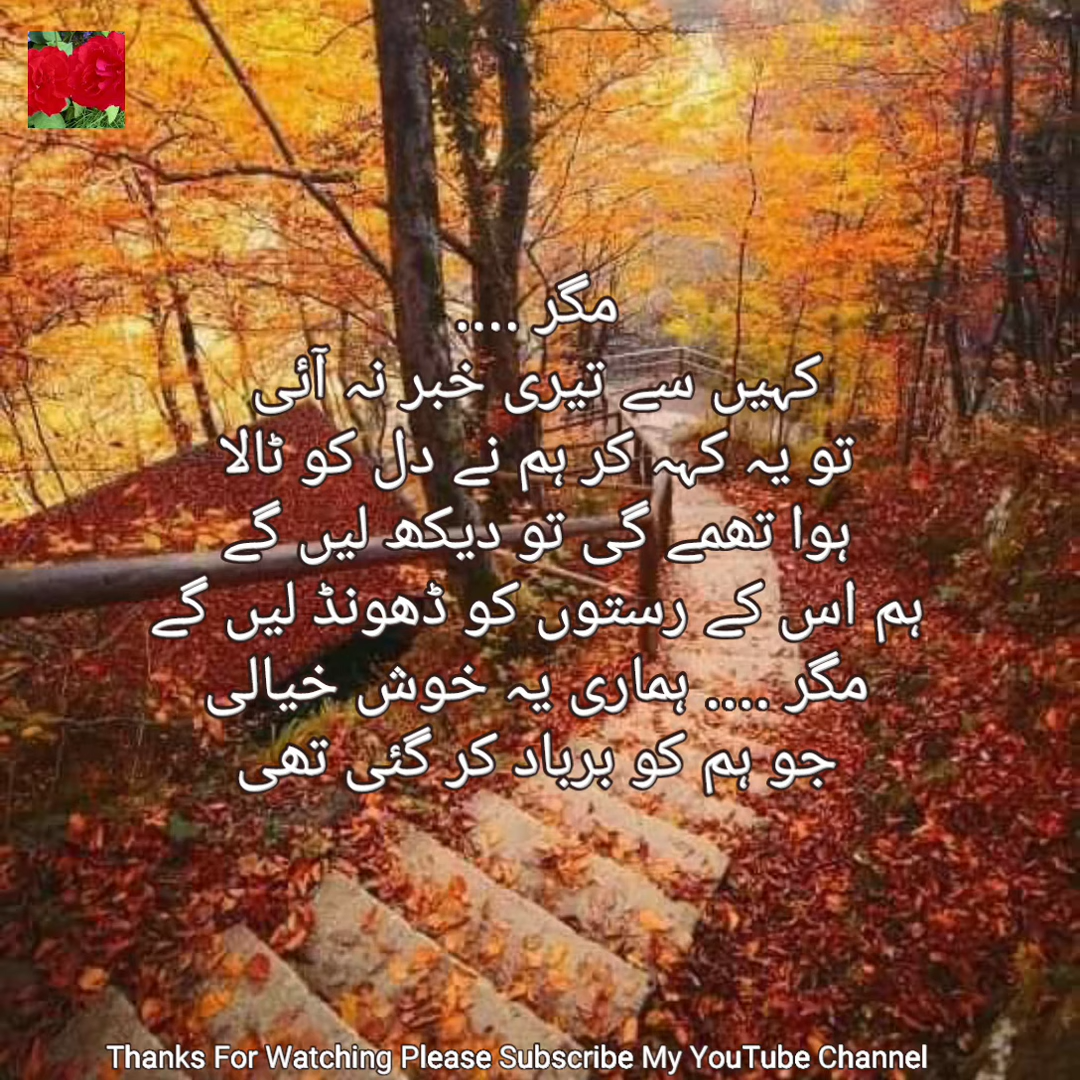 مگر ....
کہیں سے تیری خبر نہ آئی
تو یہ کہہ کر ہم نے دل کو ٹالا
ہوا تھمے گی تو دیکھ لیں گے
ہم اس کے رستوں کو ڈھونڈ لیں گے
مگر .... ہماری یہ خوش خیالی
جو ہم کو برباد کر گئی تھی
Thanks For Watching Please Subscribe My YouTube Channel